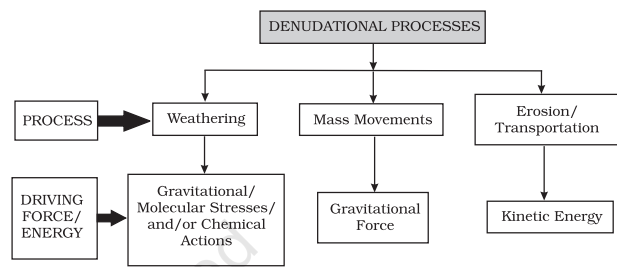 DENUDATIONAL PROCESSES
PROCESS
Weathering
Mass Movements
Erosion/
Transportation
DRIVING
FORCE/
ENERGY
Gravitational/
Molecular Stresses/
and/or Chemical
Actions
Gravitational
Force
Kinetic Energy